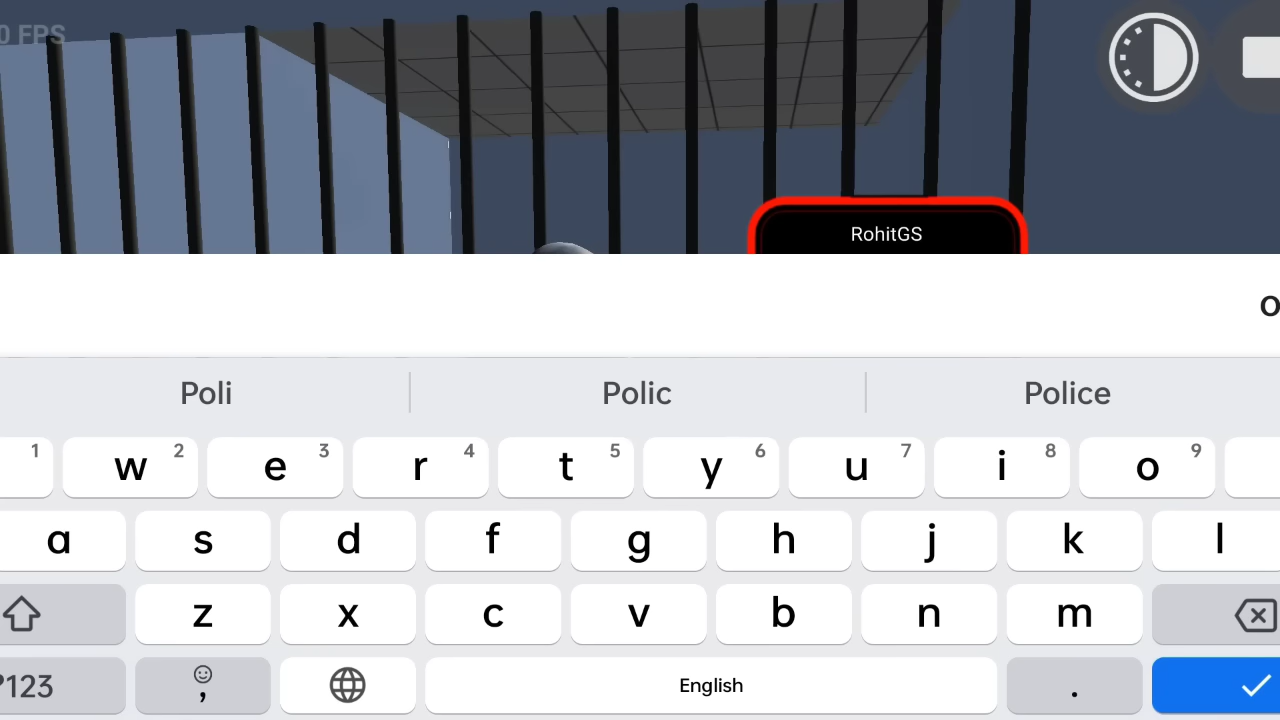 0 FPS
RohitGS
o
Poli Polic Police
1 w 2 e 3 r 4 t 5 y 6 u 7 i 8 o 9
a s d f g h j k l
z x c v b n m
?123 , English .